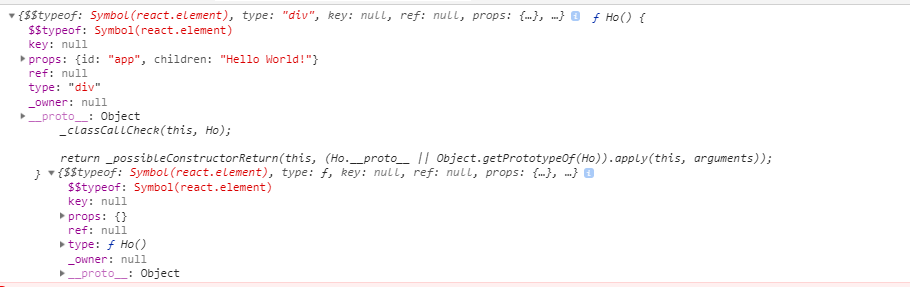 ▼{$$typeof: Symbol(react.element), type: "div", key: null, ref: null, props: {…}, …} i ƒ Ho() {
$$typeof: Symbol(react.element)
key: null
▶props: {id: "app", children: "Hello World!"}
ref: null
type: "div"
_owner: null
▶__proto__: Object
_classCallCheck(this, Ho);
return _possibleConstructorReturn(this, (Ho.__proto__ || Object.getPrototypeOf(Ho)).apply(this, arguments));
} ▼{$$typeof: Symbol(react.element), type: ƒ, key: null, ref: null, props: {…}, …} i
$$typeof: Symbol(react.element)
key: null
▶props: {}
ref: null
▶type: ƒ Ho()
_owner: null
▶__proto__: Object